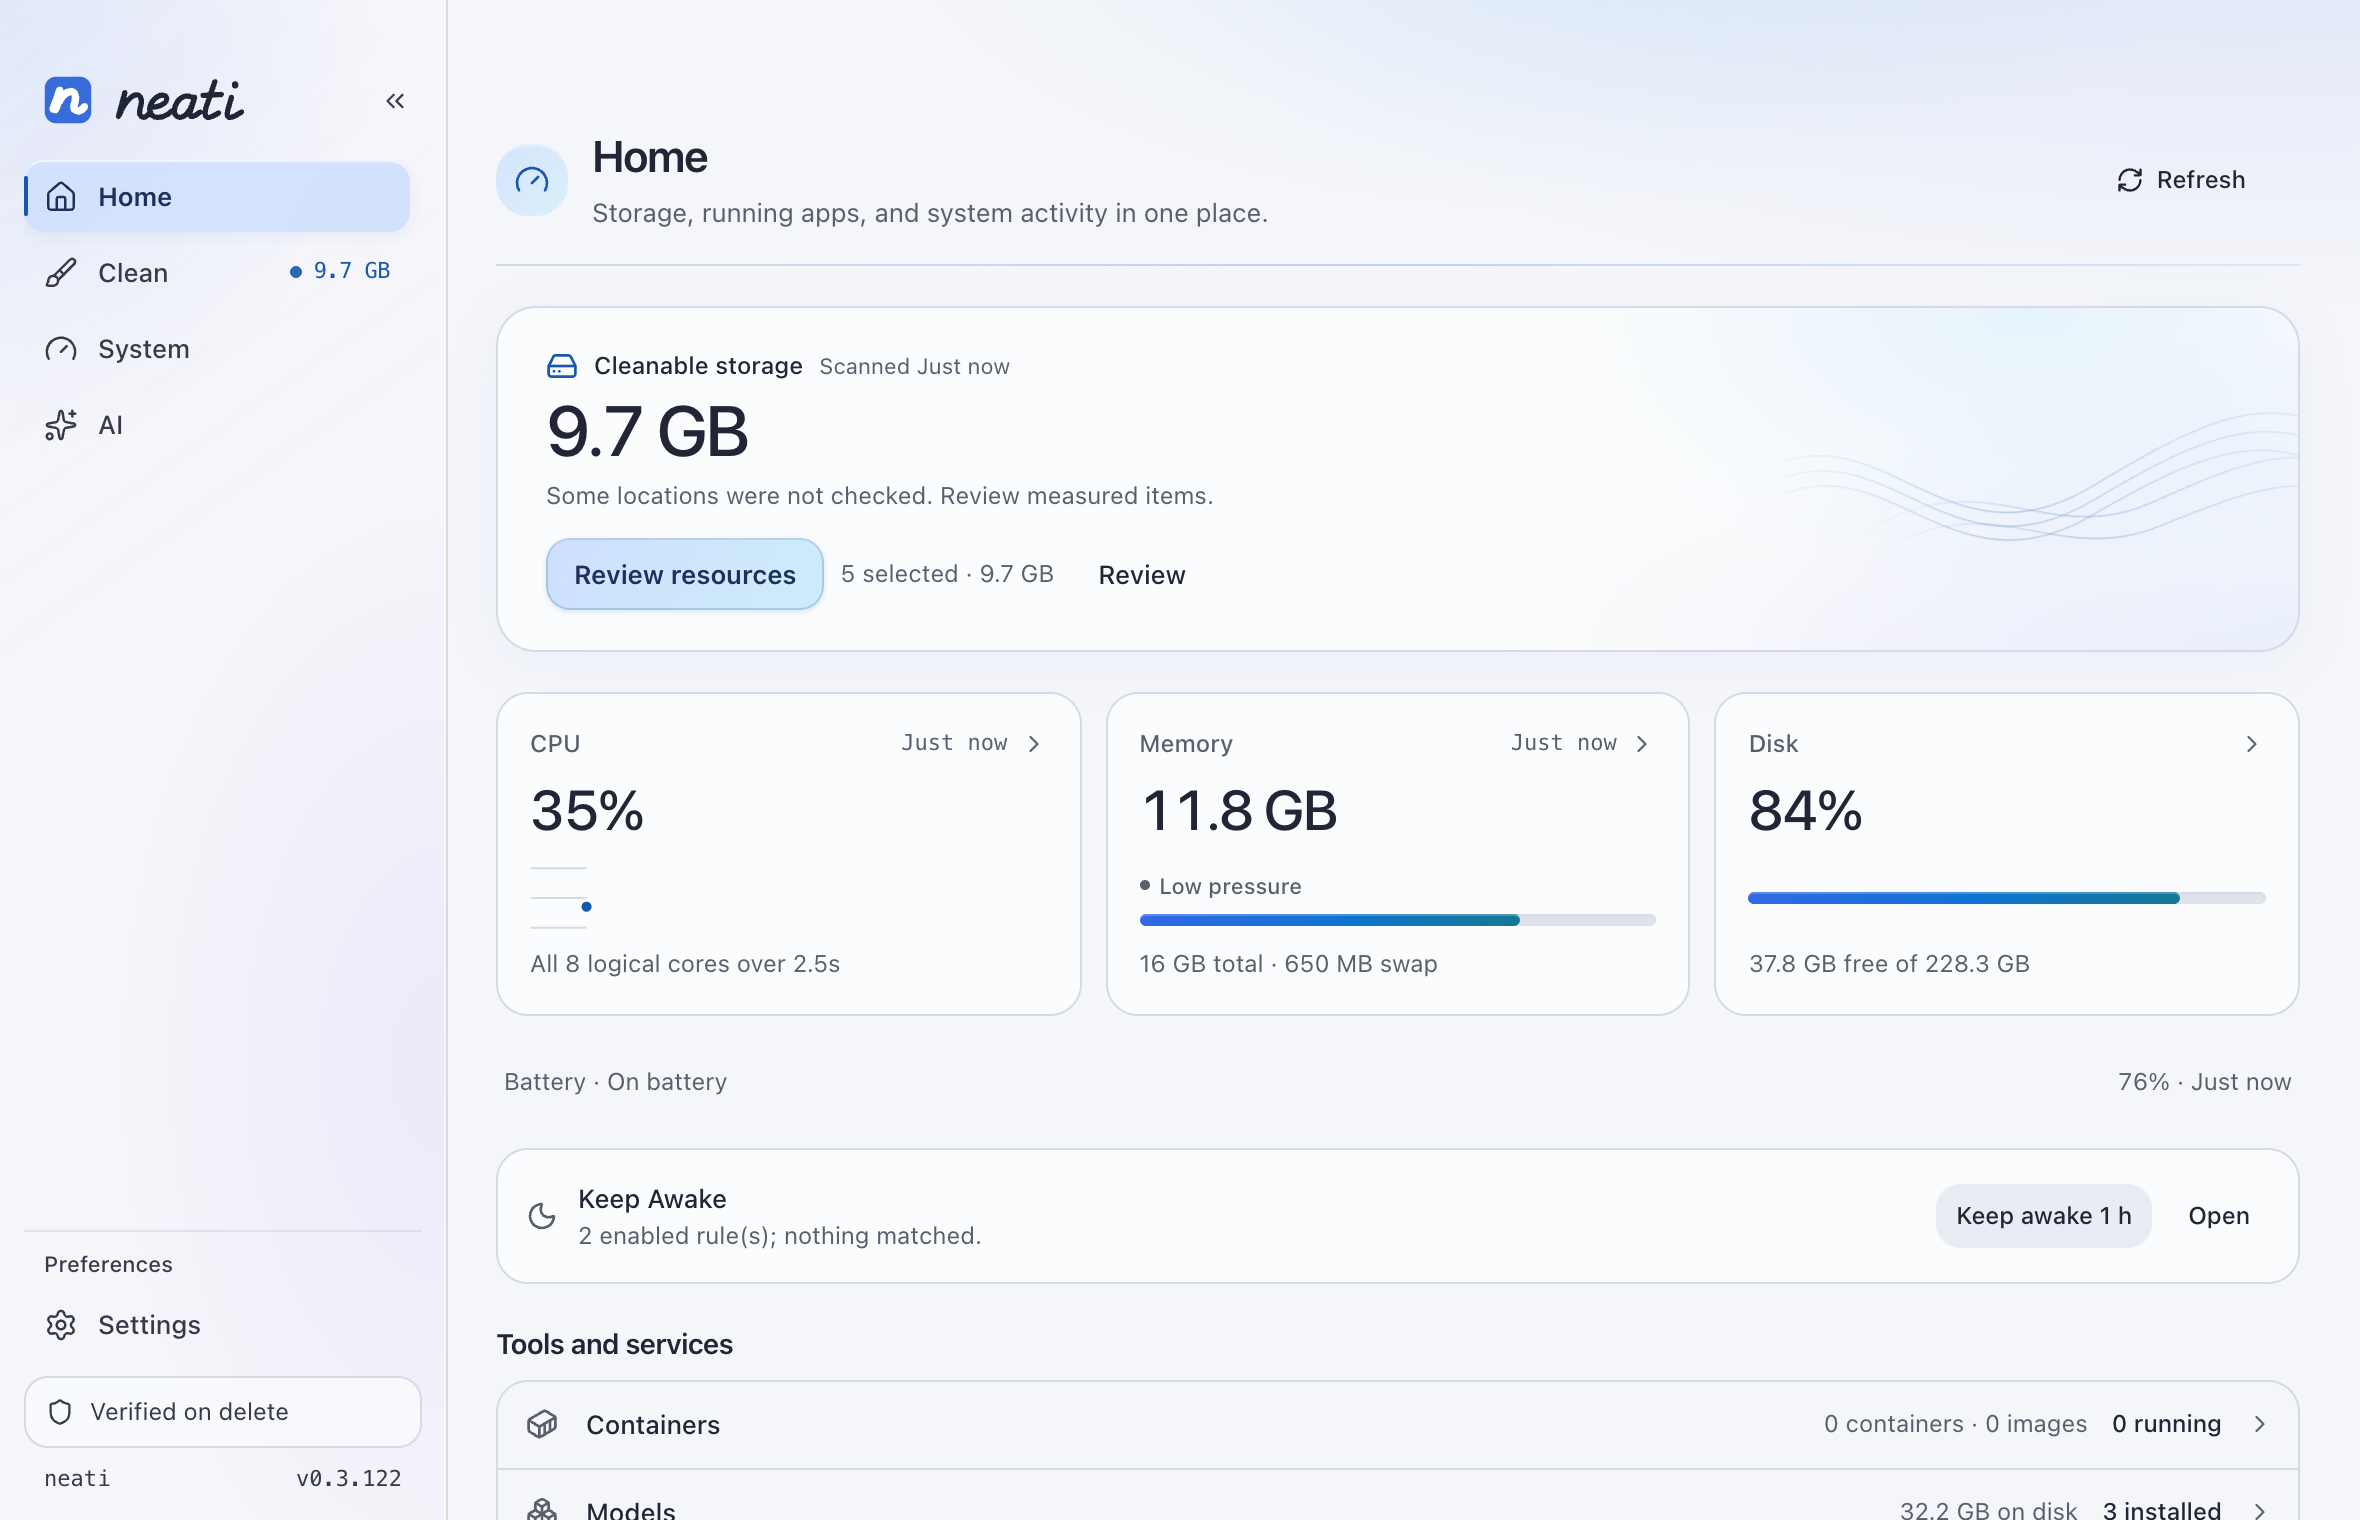 neati
Home
Clean 9.7 GB
System
AI
Preferences
Settings
Verified on delete
neati v0.3.122
Home
Storage, running apps, and system activity in one place.
Refresh
Cleanable storage Scanned Just now
9.7 GB
Some locations were not checked. Review measured items.
Review resources 5 selected · 9.7 GB Review
CPU Just now
35%
All 8 logical cores over 2.5s
Memory Just now
11.8 GB
Low pressure
16 GB total · 650 MB swap
Disk
84%
37.8 GB free of 228.3 GB
Battery · On battery 76% · Just now
Keep Awake
2 enabled rule(s); nothing matched.
Keep awake 1 h Open
Tools and services
Containers 0 containers · 0 images 0 running
Models 32.2 GB on disk 3 installed